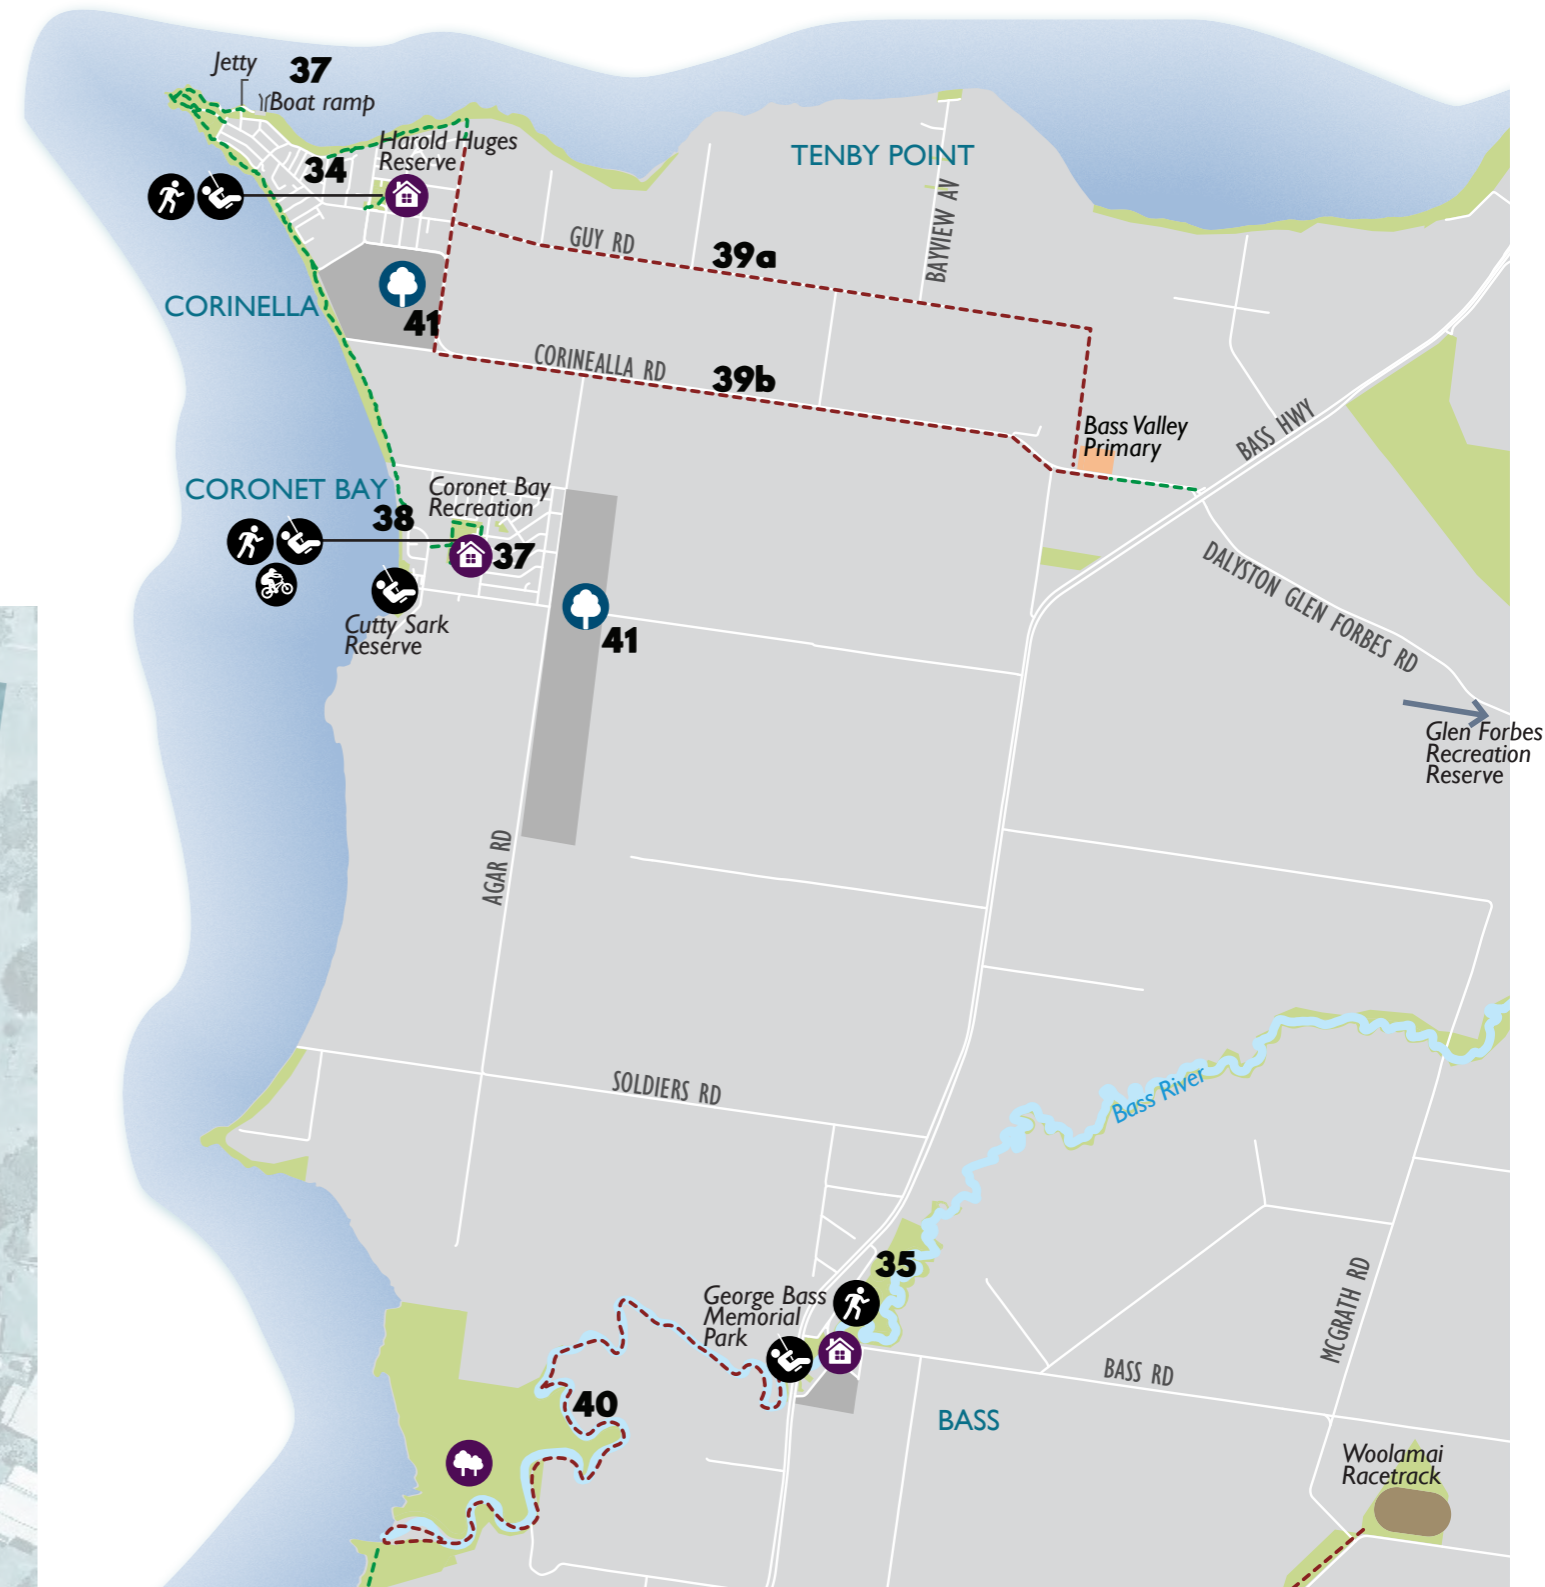 Jetty
37
Boat ramp
Harold Huges
Reserve
34
TENBY POINT
BAYVIEW AV
GUY RD
39a
CORINELLA
41
CORINEALLA RD
39b
Bass Valley
Primary
BASS HWY
CORONET BAY
Coronet Bay
Recreation
38
37
DALYSTON GLEN FORBES RD
Cutty Sark
Reserve
41
Glen Forbes
Recreation
Reserve
AGAR RD
SOLDIERS RD
Bass River
35
George Bass
Memorial
Park
MCGRATH RD
BASS RD
40
BASS
Woolamai
Racetrack